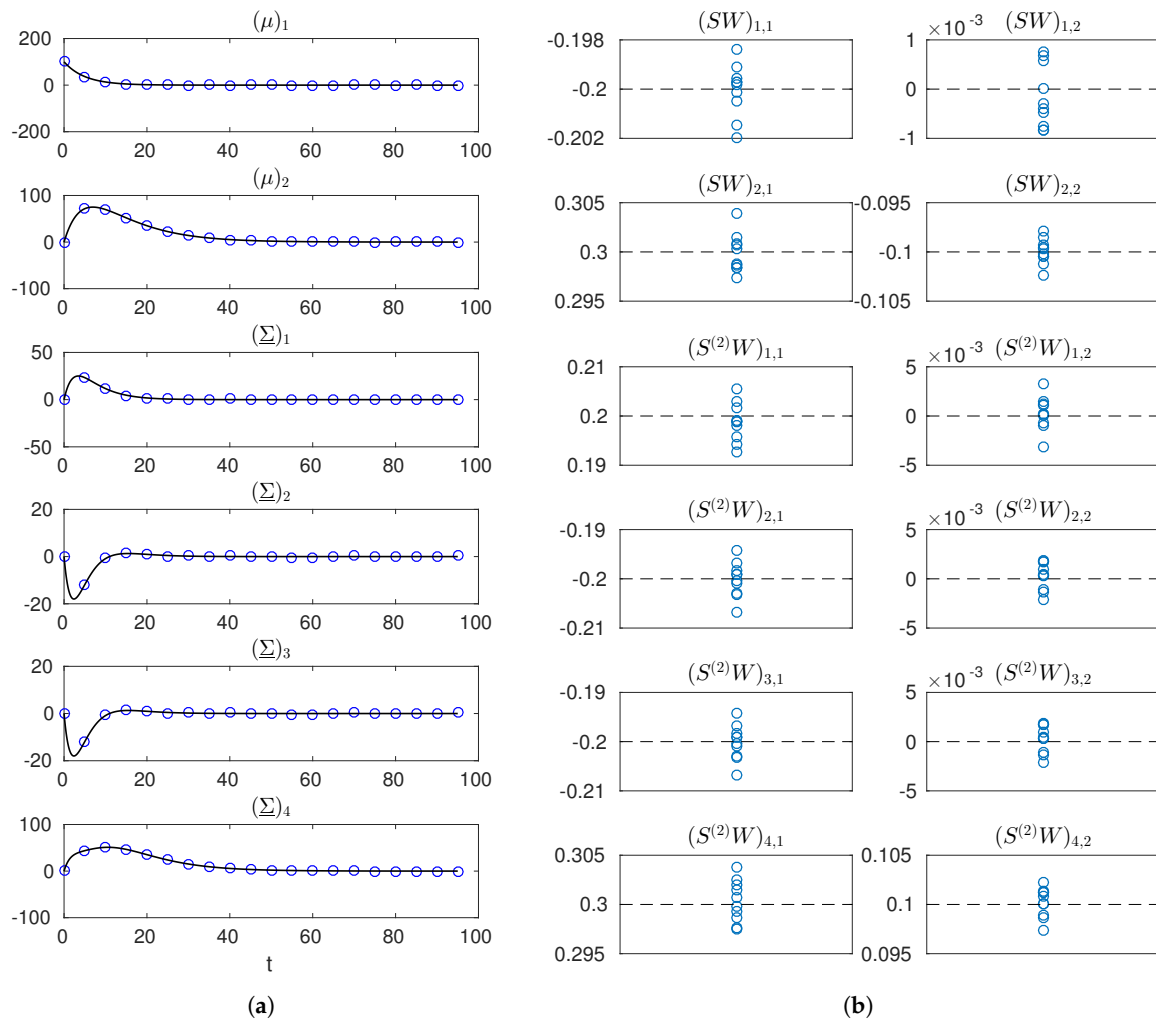 (μ)₁
200
0
-200
0 20 40 60 80 100
(μ)₂
100
0
-100
0 20 40 60 80 100
(Σ)₁
50
0
-50
0 20 40 60 80 100
(Σ)₂
20
0
-20
0 20 40 60 80 100
(Σ)₃
20
0
-20
0 20 40 60 80 100
(Σ)₄
100
0
-100
0 20 40 60 80 100
t
(a)
(SW)₁,₁
-0.198
-0.2
-0.202
×10⁻³ (SW)₁,₂
1
0
-1
(SW)₂,₁
0.305
0.3
0.295
(SW)₂,₂
-0.095
-0.1
-0.105
(S⁽²⁾W)₁,₁
0.21
0.2
0.19
×10⁻³ (S⁽²⁾W)₁,₂
5
0
-5
(S⁽²⁾W)₂,₁
-0.19
-0.2
-0.21
×10⁻³ (S⁽²⁾W)₂,₂
5
0
-5
(S⁽²⁾W)₃,₁
-0.19
-0.2
-0.21
×10⁻³ (S⁽²⁾W)₃,₂
5
0
-5
(S⁽²⁾W)₄,₁
0.305
0.3
0.295
(S⁽²⁾W)₄,₂
0.105
0.1
0.095
(b)